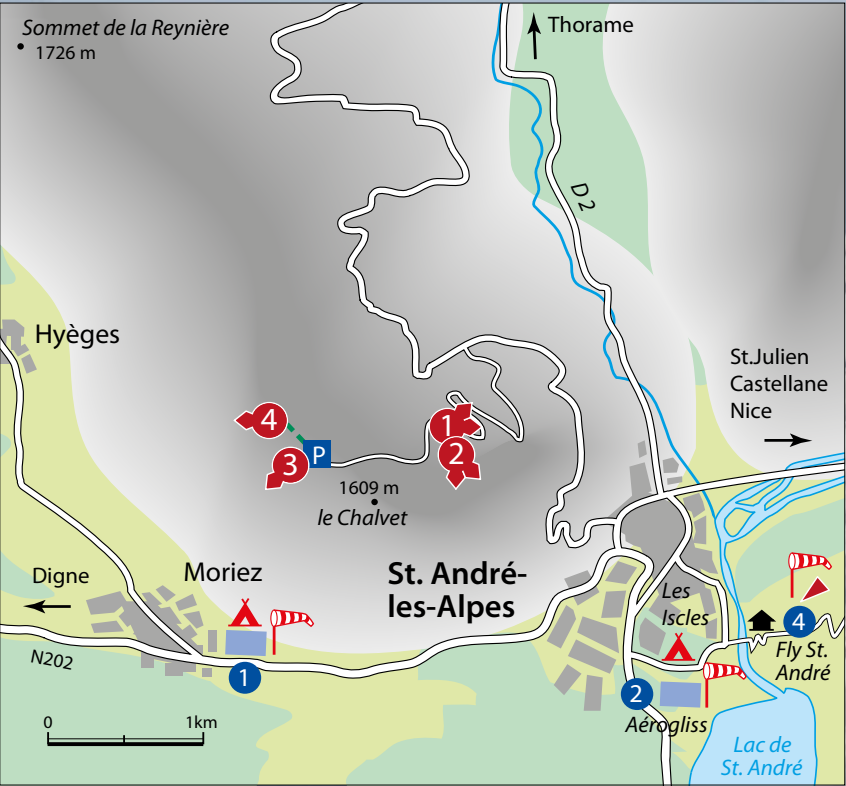 Sommet de la Reynière
1726 m
Thorame
D 2
Hyèges
St.Julien
Castellane
Nice
4
1
P
3
2
1609 m
le Chalvet
Digne
Moriez
St. André-
les-Alpes
Les
Iscles
4
Fly St.
André
N202
1
2
Aérogliss
0
1km
Lac de
St. André